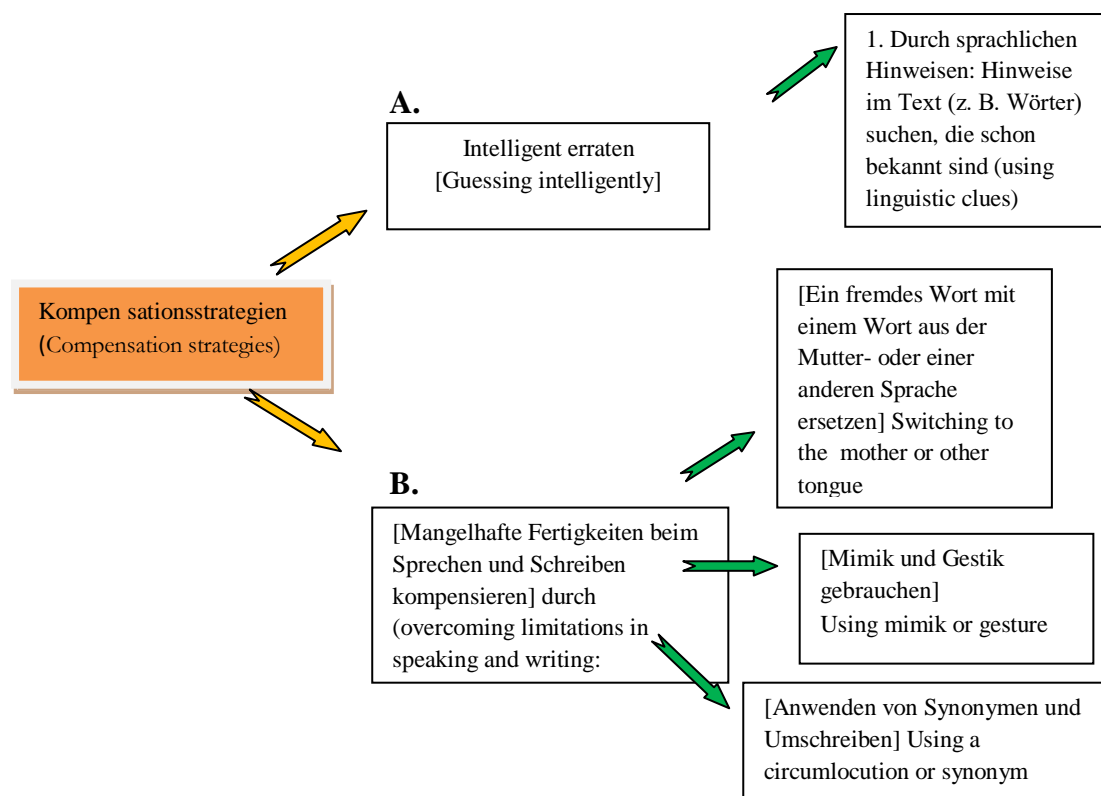 Kompen sationsstrategien
(Compensation strategies)
A.
Intelligent erraten
[Guessing intelligently]
1. Durch sprachlichen
Hinweisen: Hinweise
im Text (z. B. Wörter)
suchen, die schon
bekannt sind (using
linguistic clues)
B.
[Mangelhafte Fertigkeiten beim
Sprechen und Schreiben
kompensieren] durch
(overcoming limitations in
speaking and writing:
[Ein fremdes Wort mit
einem Wort aus der
Mutter- oder einer
anderen Sprache
ersetzen] Switching to
the mother or other
tongue
[Mimik und Gestik
gebrauchen]
Using mimik or gesture
[Anwenden von Synonymen und
Umschreiben] Using a
circumlocution or synonym